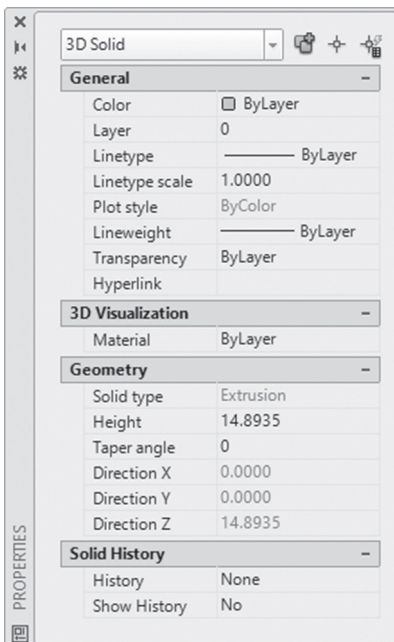 3D Solid
General
Color ByLayer
Layer 0
Linetype ByLayer
Linetype scale 1.0000
Plot style ByColor
Lineweight ByLayer
Transparency ByLayer
Hyperlink
3D Visualization
Material ByLayer
Geometry
Solid type Extrusion
Height 14.8935
Taper angle 0
Direction X 0.0000
Direction Y 0.0000
Direction Z 14.8935
Solid History
History None
Show History No
PROPERTIES